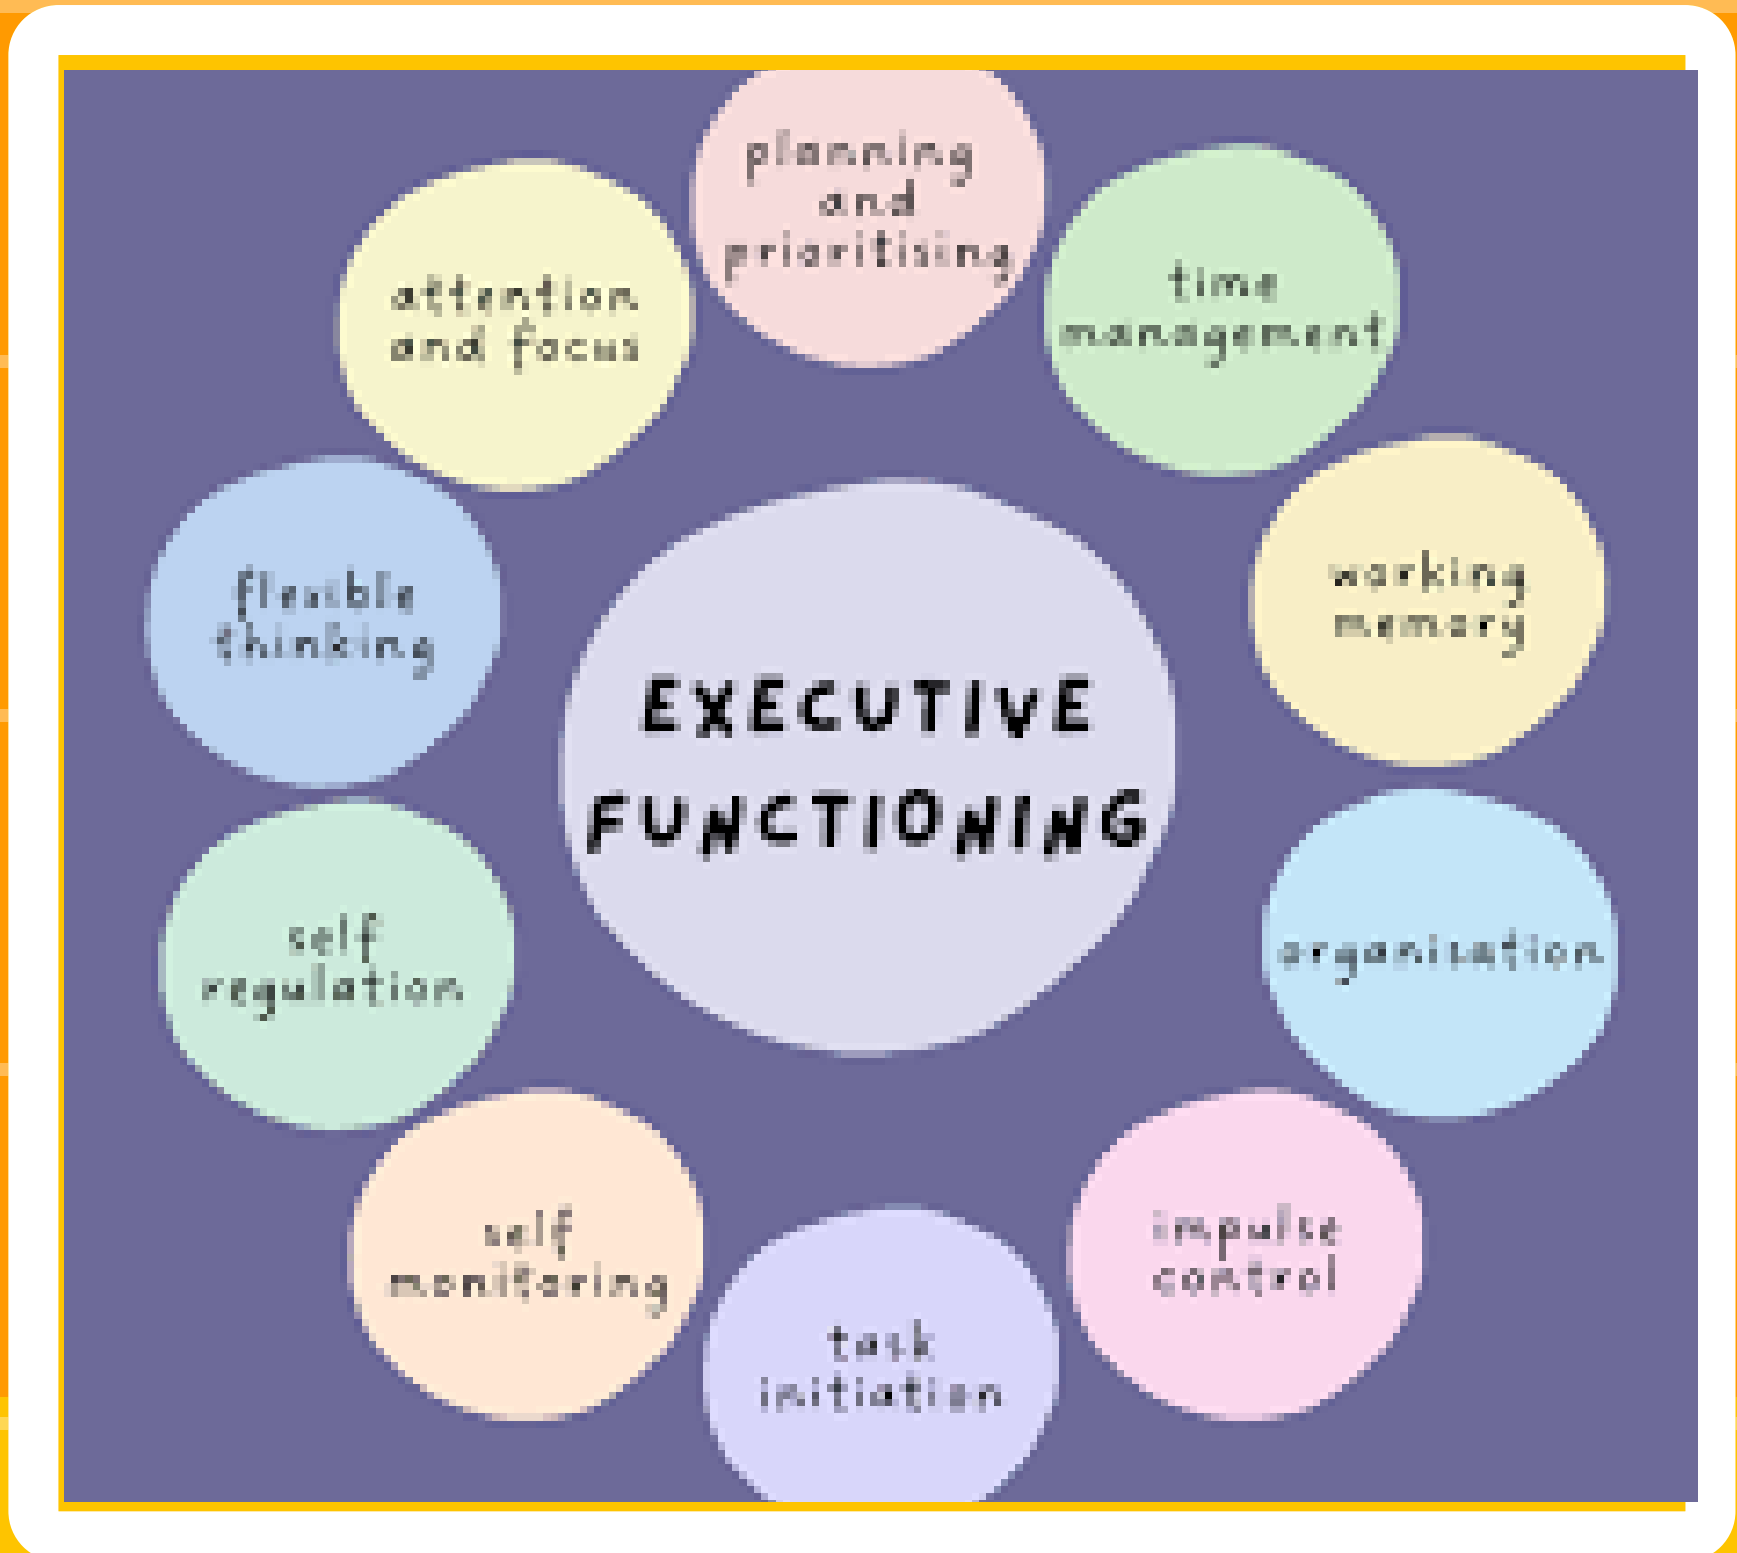 planning
and
prioritising
time
management
working
memory
organisation
impulse
control
task
initiation
self
monitoring
self
regulation
flexible
thinking
attention
and focus
EXECUTIVE
FUNCTIONING